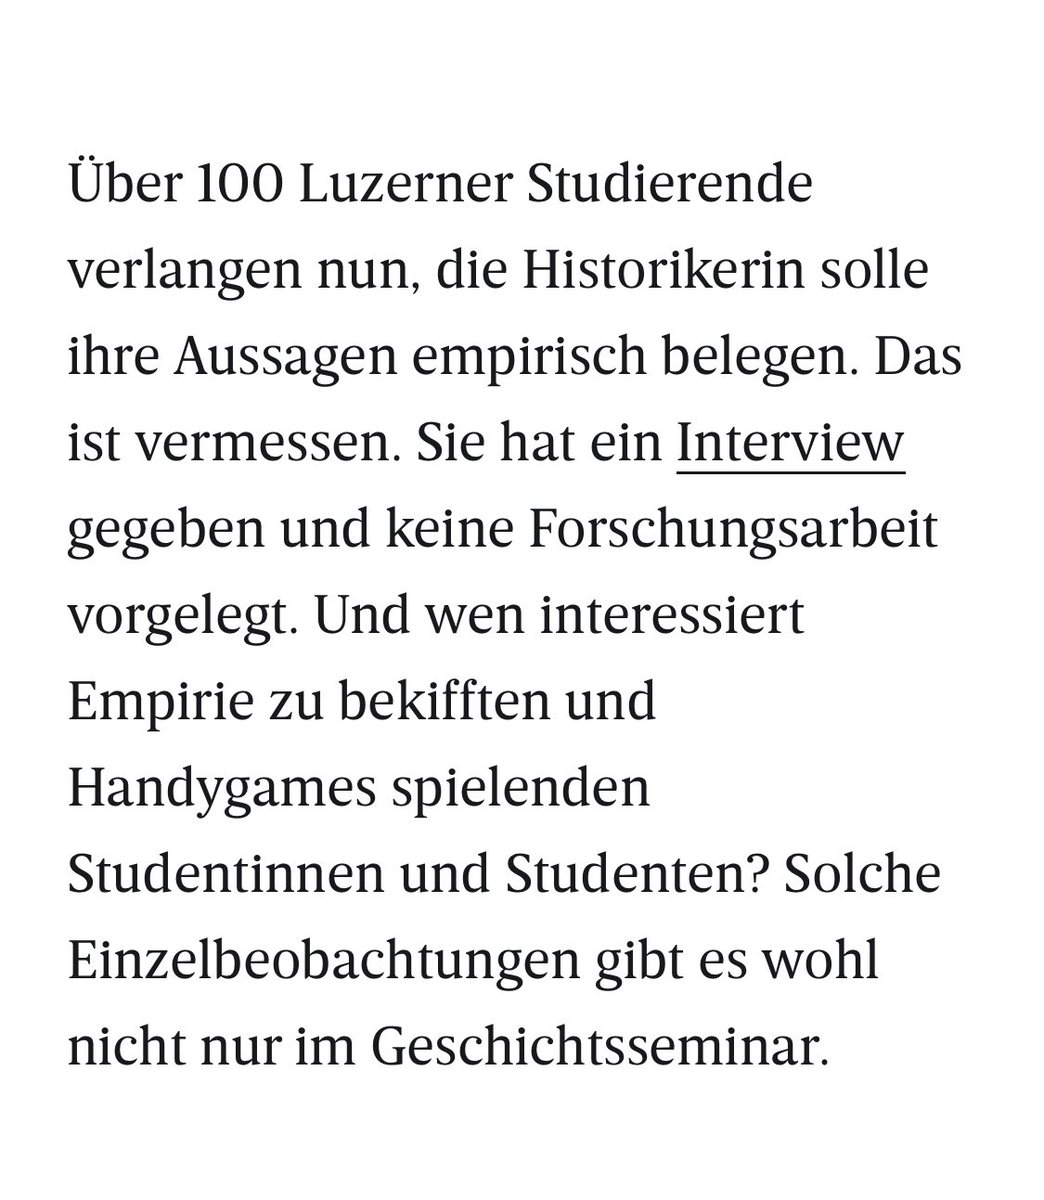 Über 100 Luzerner Studierende
verlangen nun, die Historikerin solle
ihre Aussagen empirisch belegen. Das
ist vermessen. Sie hat ein Interview
gegeben und keine Forschungsarbeit
vorgelegt. Und wen interessiert
Empirie zu bekifften und
Handygames spielenden
Studentinnen und Studenten? Solche
Einzelbeobachtungen gibt es wohl
nicht nur im Geschichtsseminar.